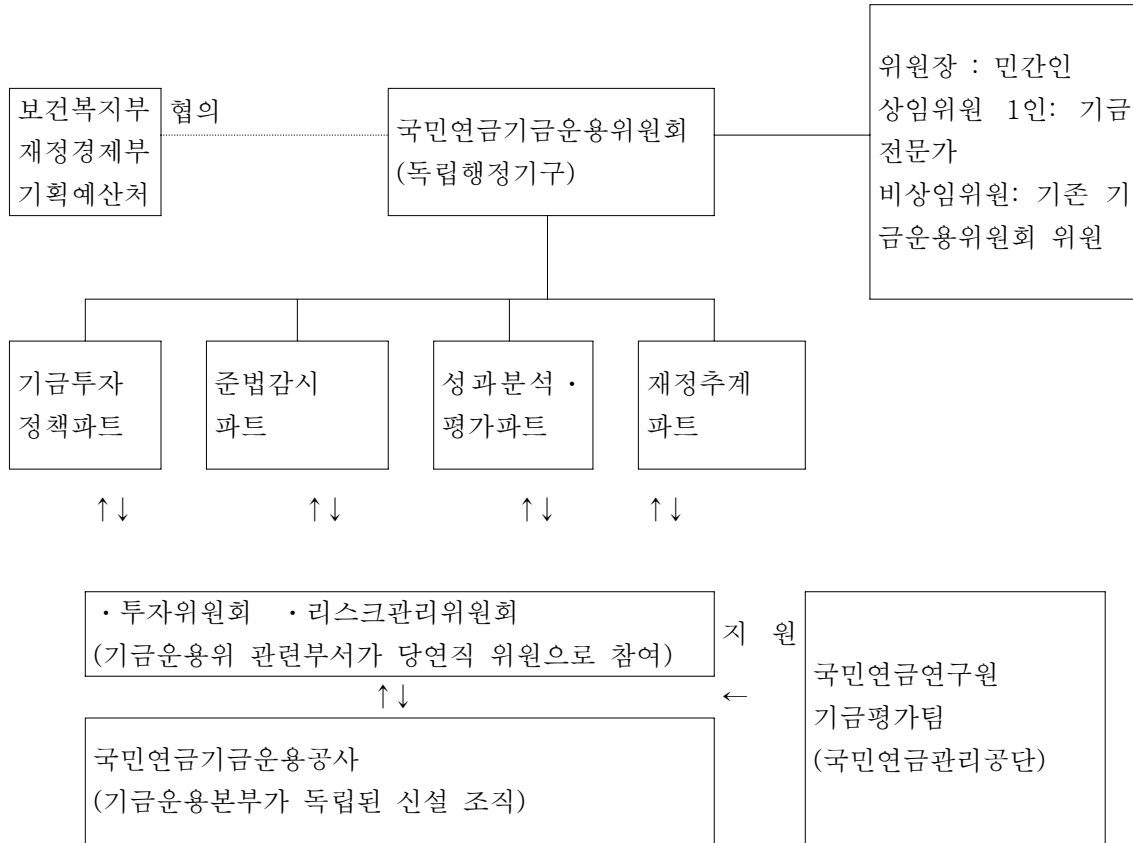 보건복지부
재정경제부
기획예산처
협의
국민연금기금운용위원회
(독립행정기구)
위원장 : 민간인
상임위원 1인: 기금
전문가
비상임위원: 기존 기
금운용위원회 위원
기금투자
정책파트
준법감시
파트
성과분석·
평가파트
재정추계
파트
↑↓ ↑↓ ↑↓ ↑↓
·투자위원회 ·리스크관리위원회
(기금운용위 관련부서가 당연직 위원으로 참여)
지 원
←
↑↓
국민연금기금운용공사
(기금운용본부가 독립된 신설 조직)
국민연금연구원
기금평가팀
(국민연금관리공단)